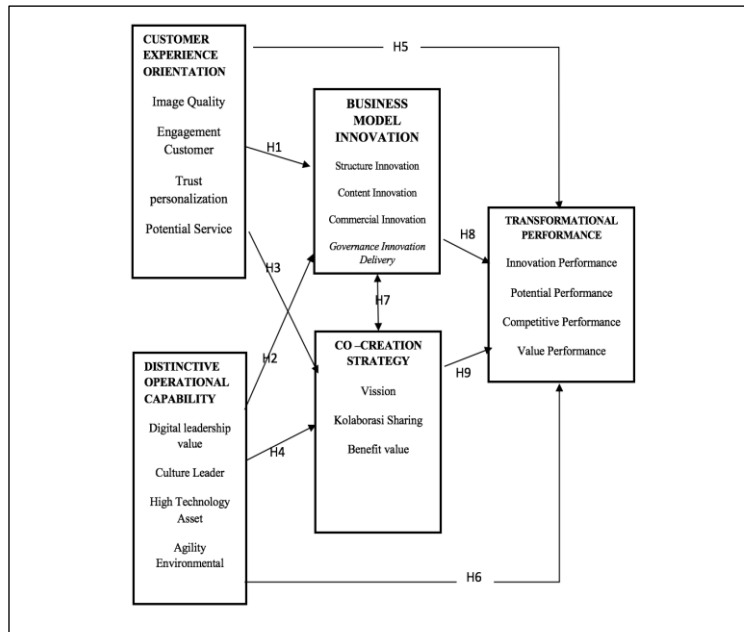 CUSTOMER
EXPERIENCE
ORIENTATION
Image Quality
Engagement
Customer
Trust
personalization
Potential Service
H5
H1
BUSINESS
MODEL
INNOVATION
Structure Innovation
Content Innovation
Commercial Innovation
Governance Innovation
Delivery
H8
TRANSFORMATIONAL
PERFORMANCE
Innovation Performance
Potential Performance
Competitive Performance
Value Performance
H3
H7
H2
DISTINCTIVE
OPERATIONAL
CAPABILITY
Digital leadership
value
Culture Leader
High Technology
Asset
Agility
Environmental
H4
CO –CREATION
STRATEGY
Vission
Kolaborasi Sharing
Benefit value
H9
H6